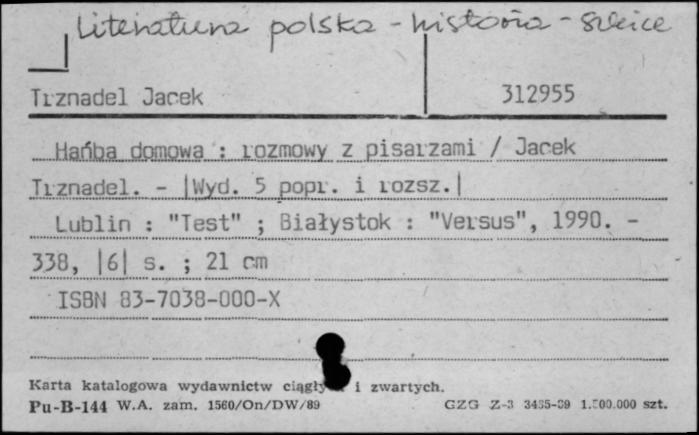 Literatura polska - historia - szkice
Trznadel Jacek 312955
Hańba domowa : rozmowy z pisarzami / Jacek
Trznadel. - |Wyd. 5 popr. i rozsz.|
Lublin : "Test" ; Białystok : "Versus", 1990. -
338, |6| s. ; 21 cm
ISBN 83-7038-000-X
Karta katalogowa wydawnictw ciągłych i zwartych.
Pu-B-144 W.A. zam. 1560/On/DW/89 GZG Z-3 3455-89 1.500.000 szt.